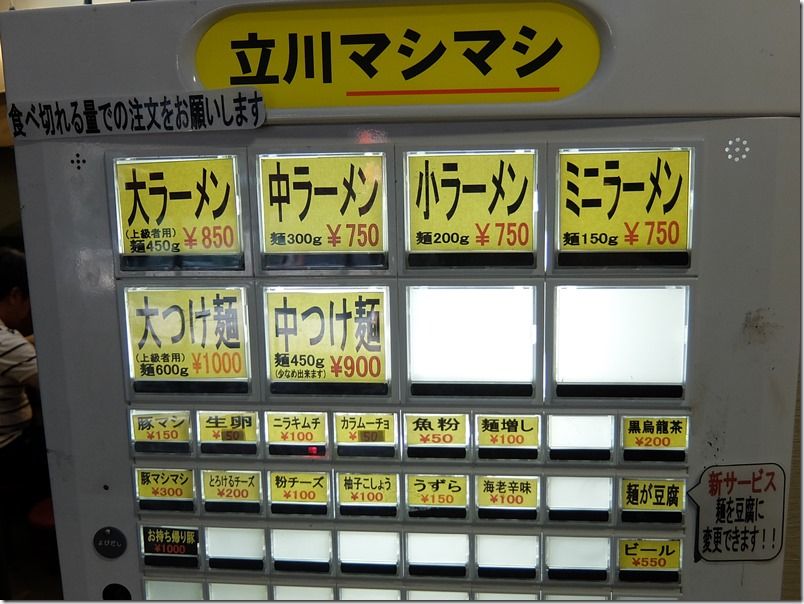 立川マシマシ
食べ切れる量での注文をお願いします
大ラーメン
(上級者用)
麺450g ¥850
中ラーメン
麺300g ¥750
小ラーメン
麺200g ¥750
ミニラーメン
麺150g ¥750
大つけ麺
(上級者用)
麺600g ¥1000
中つけ麺
麺450g
(少なめ出来ます) ¥900
豚マシ
¥150
生卵
¥50
ニラキムチ
¥100
カラムーチョ
¥50
魚粉
¥50
麺増し
¥100
黒烏龍茶
¥200
豚マシマシ
¥300
とろけるチーズ
¥200
粉チーズ
¥100
柚子こしょう
¥100
うずら
¥150
海老辛味
¥100
麺が豆腐
新サービス
麺を豆腐に
変更できます!!
よびだし
お持ち帰り豚
¥1000
ビール
¥550